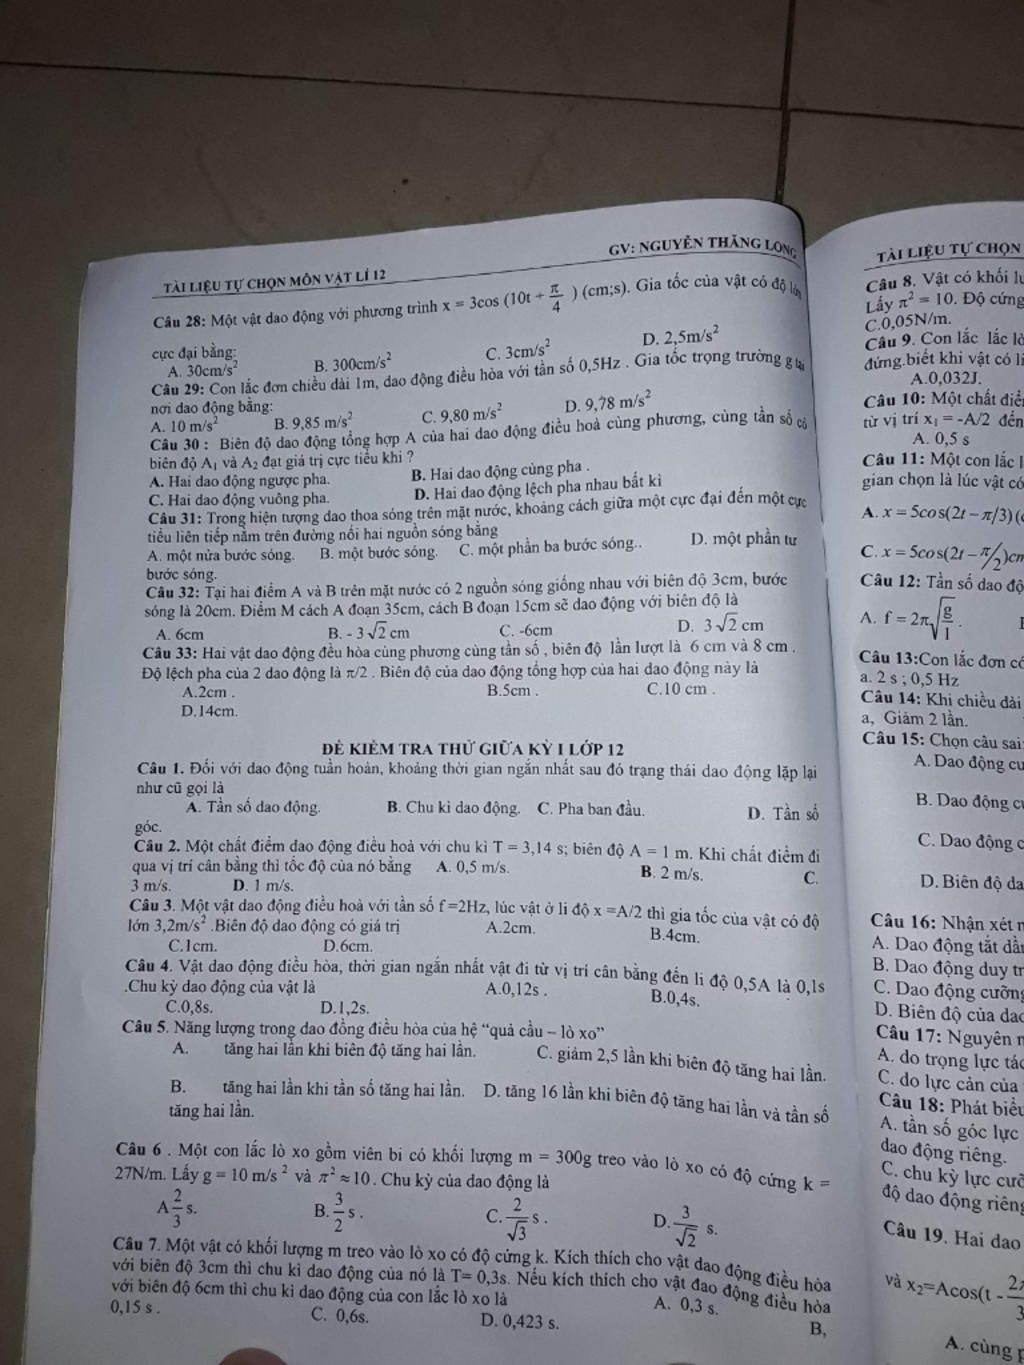 TÀI LIỆU TỰ CHỌN MÔN VẬT LÍ 12 GV: NGUYỄN THĂNG LONG
Câu 28: Một vật dao động với phương trình x = 3cos (10t + π/4 ) (cm;s). Gia tốc của vật có độ lớn
cực đại bằng:
A. 30cm/s² B. 300cm/s² C. 3cm/s² D. 2,5m/s²
Câu 29: Con lắc đơn chiều dài 1m, dao động điều hòa với tần số 0,5Hz . Gia tốc trọng trường g tại
nơi dao động bằng:
A. 10 m/s² B. 9,85 m/s² C. 9,80 m/s² D. 9,78 m/s²
Câu 30 : Biên độ dao động tổng hợp A của hai dao động điều hoà cùng phương, cùng tần số có
biên độ A₁ và A₂ đạt giá trị cực tiểu khi ?
A. Hai dao động ngược pha. B. Hai dao động cùng pha .
C. Hai dao động vuông pha. D. Hai dao động lệch pha nhau bất kì
Câu 31: Trong hiện tượng dao thoa sóng trên mặt nước, khoảng cách giữa một cực đại đến một cực
tiểu liên tiếp nằm trên đường nối hai nguồn sóng bằng
A. một nửa bước sóng. B. một bước sóng. C. một phần ba bước sóng.. D. một phần tư
bước sóng.
Câu 32: Tại hai điểm A và B trên mặt nước có 2 nguồn sóng giống nhau với biên độ 3cm, bước
sóng là 20cm. Điểm M cách A đoạn 35cm, cách B đoạn 15cm sẽ dao động với biên độ là
A. 6cm B. - 3√2 cm C. -6cm D. 3√2 cm
Câu 33: Hai vật dao động đều hòa cùng phương cùng tần số , biên độ lần lượt là 6 cm và 8 cm .
Độ lệch pha của 2 dao động là π/2 . Biên độ của dao động tổng hợp của hai dao động này là
A.2cm . B.5cm . C.10 cm .
D.14cm.
ĐỀ KIỂM TRA THỬ GIỮA KỲ I LỚP 12
Câu 1. Đối với dao động tuần hoàn, khoảng thời gian ngắn nhất sau đó trạng thái dao động lặp lại
như cũ gọi là
A. Tần số dao động. B. Chu kì dao động. C. Pha ban đầu. D. Tần số
góc.
Câu 2. Một chất điểm dao động điều hoà với chu kì T = 3,14 s; biên độ A = 1 m. Khi chất điểm đi
qua vị trí cân bằng thì tốc độ của nó bằng A. 0,5 m/s. B. 2 m/s. C.
3 m/s. D. 1 m/s.
Câu 3. Một vật dao động điều hoà với tần số f =2Hz, lúc vật ở li độ x =A/2 thì gia tốc của vật có độ
lớn 3,2m/s² .Biên độ dao động có giá trị A.2cm. B.4cm.
C.1cm. D.6cm.
Câu 4. Vật dao động điều hòa, thời gian ngắn nhất vật đi từ vị trí cân bằng đến li độ 0,5A là 0,1s
.Chu kỳ dao động của vật là A.0,12s . B.0,4s.
C.0,8s. D.1,2s.
Câu 5. Năng lượng trong dao đồng điều hòa của hệ “quả cầu – lò xo”
A. tăng hai lần khi biên độ tăng hai lần. C. giảm 2,5 lần khi biên độ tăng hai lần.
B. tăng hai lần khi tần số tăng hai lần. D. tăng 16 lần khi biên độ tăng hai lần và tần số
tăng hai lần.
Câu 6 . Một con lắc lò xo gồm viên bi có khối lượng m = 300g treo vào lò xo có độ cứng k =
27N/m. Lấy g = 10 m/s ² và π² ≈ 10 . Chu kỳ của dao động là
A 2/3 s. B. 3/2 s . C. 2/√3 s . D. 3/√2 s.
Câu 7. Một vật có khối lượng m treo vào lò xo có độ cứng k. Kích thích cho vật dao động điều hòa
với biên độ 3cm thì chu kì dao động của nó là T= 0,3s. Nếu kích thích cho vật dao động điều hòa
với biên độ 6cm thì chu kì dao động của con lắc lò xo là A. 0,3 s. B,
0,15 s . C. 0,6s. D. 0,423 s.
TÀI LIỆU TỰ CHỌN
Câu 8. Vật có khối
Lấy π² = 10. Độ cứng
C.0,05N/m.
Câu 9. Con lắc lắc
đứng.biết khi vật có
A.0,032J.
Câu 10: Một chất
từ vị trí x₁ = -A/2 đến
A. 0,5 s
Câu 11: Một con lắc
gian chọn là lúc vật có
A. x = 5cos(2t − π/3)
C. x = 5cos(2t − π/2)cm
Câu 12: Tần số dao
A. f = 2π√(g/l) .
Câu 13:Con lắc đơn
a. 2 s ; 0,5 Hz
Câu 14: Khi chiều dài
a, Giảm 2 lần.
Câu 15: Chọn câu sai
A. Dao động
B. Dao động
C. Dao động
D. Biên độ
Câu 16: Nhận xét
A. Dao động tắt
B. Dao động duy
C. Dao động cưỡng
D. Biên độ của
Câu 17: Nguyên
A. do trọng lực
C. do lực cản của
Câu 18: Phát
A. tần số góc lực
dao động riêng.
C. chu kỳ lực
độ dao động riêng
Câu 19. Hai dao
và x₂=Acos(t -
A. cùng